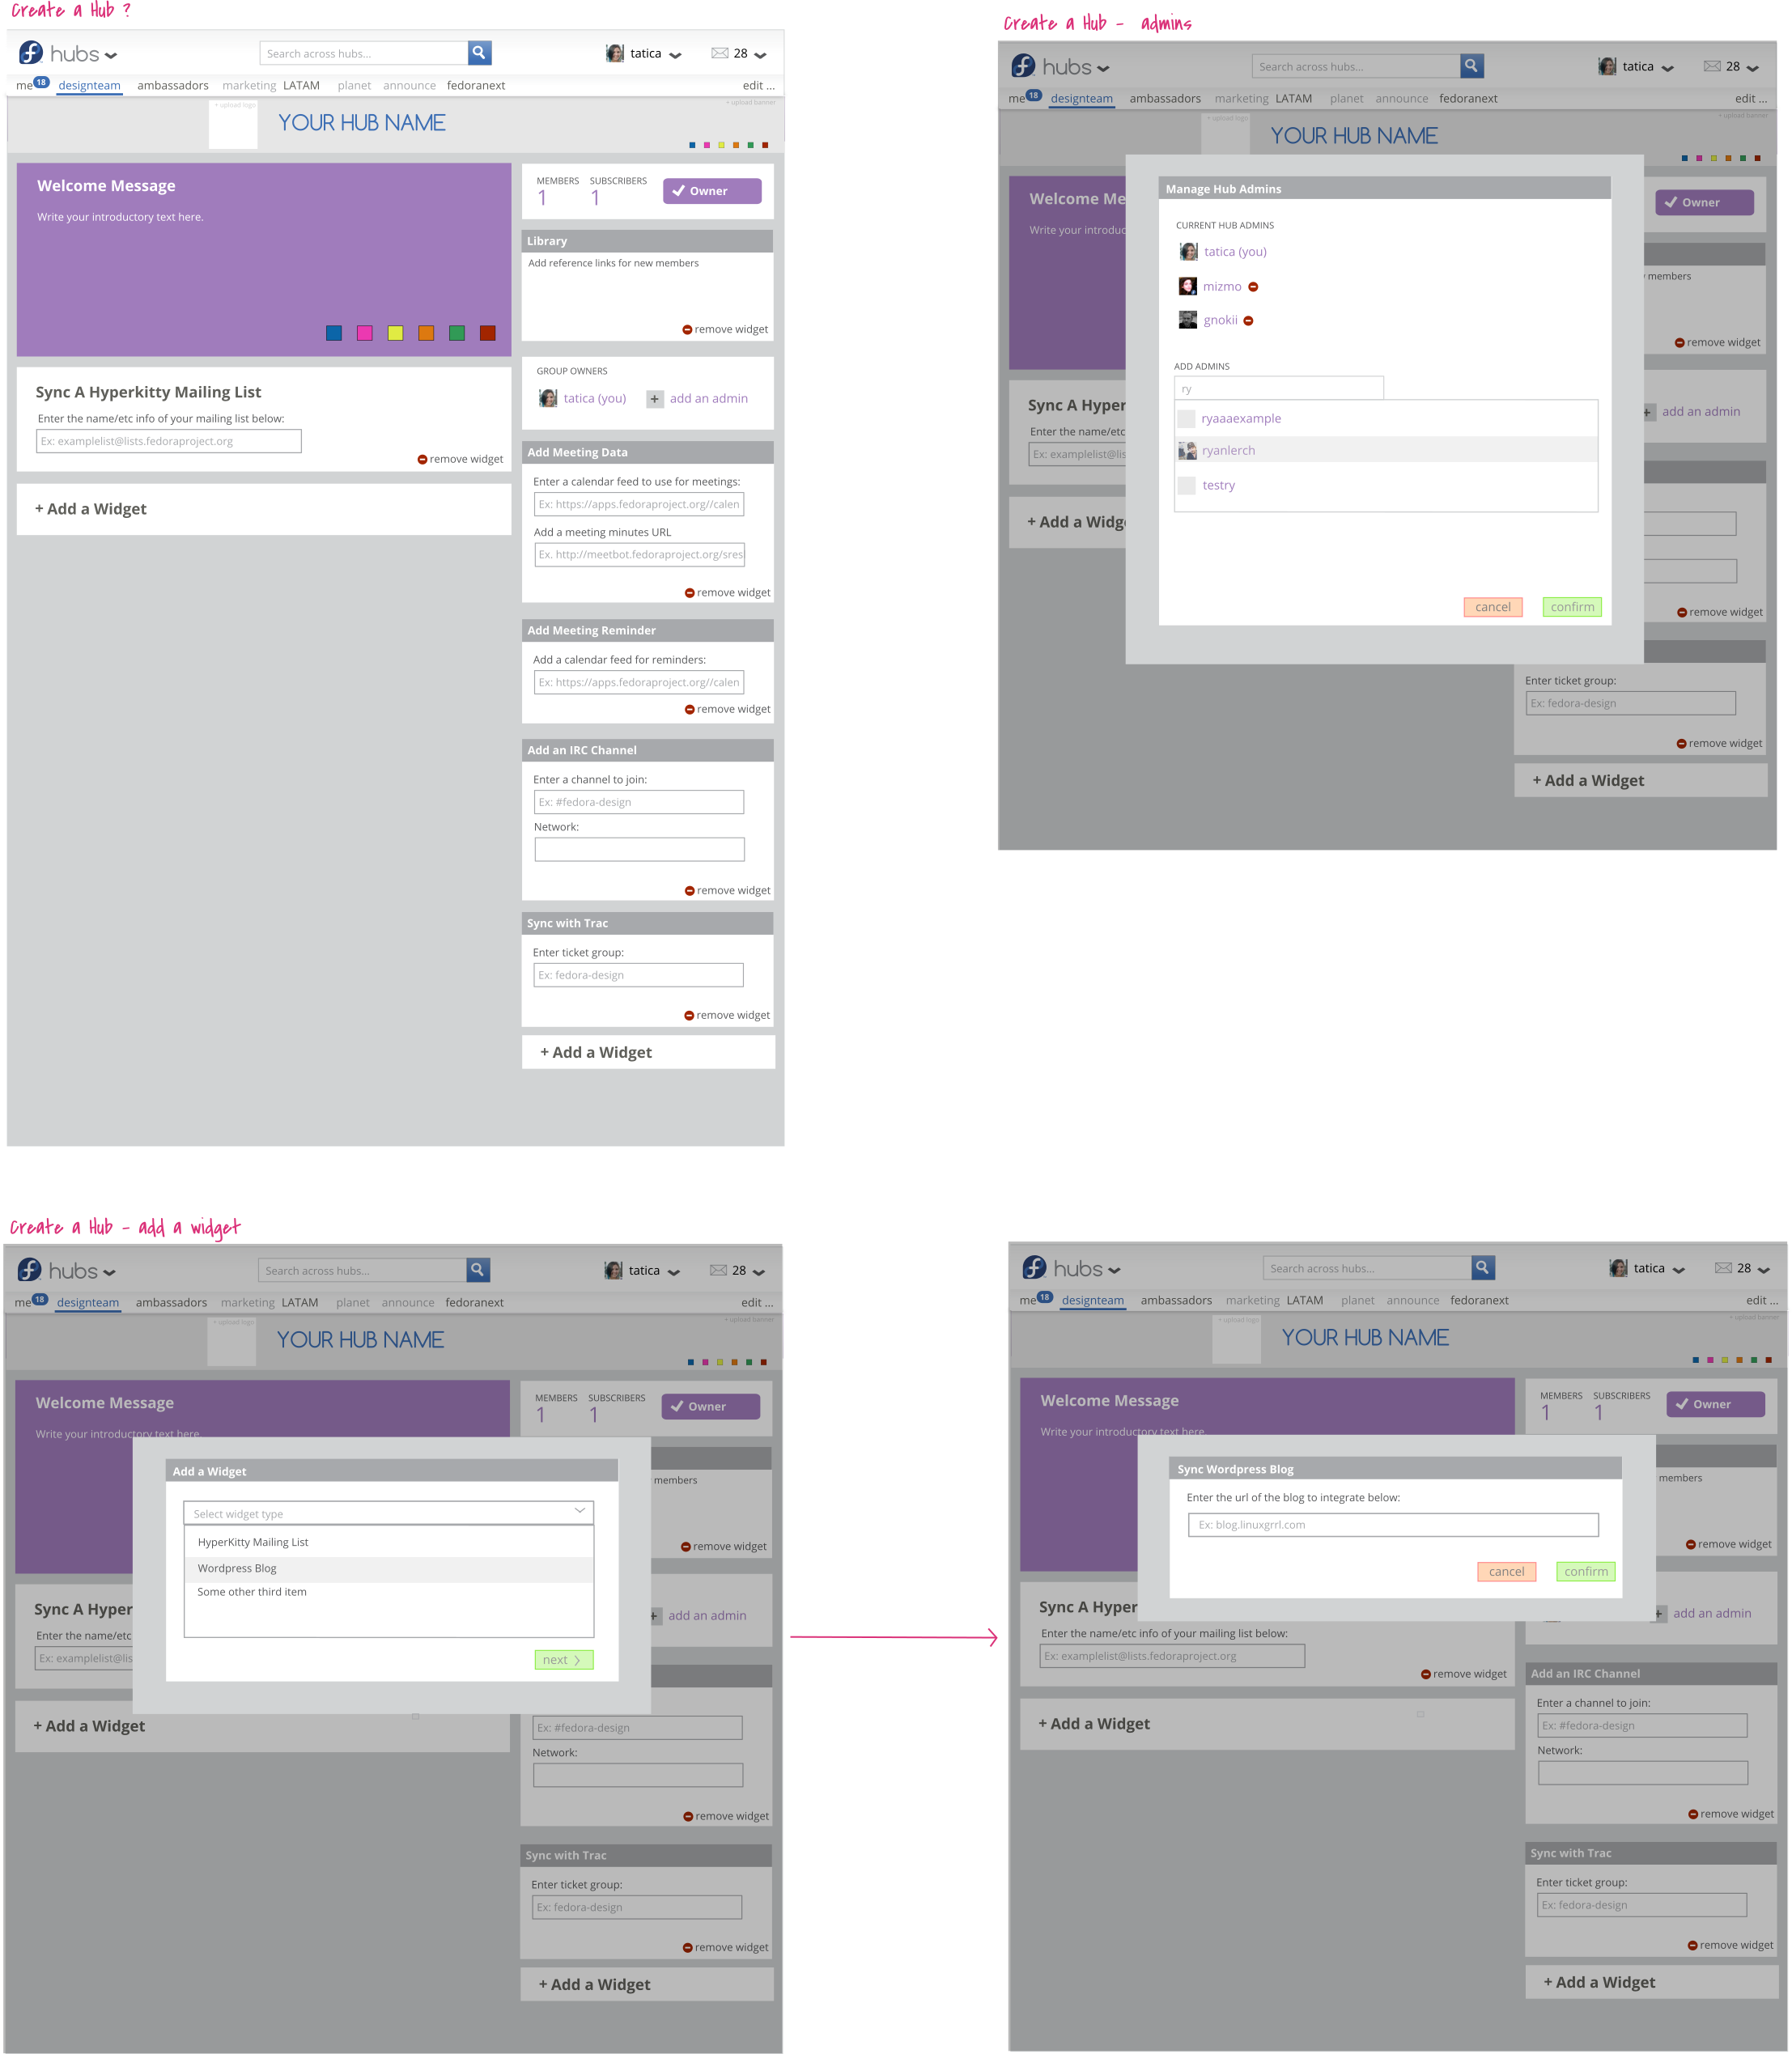 Create a Hub ?
hubs
Search across hubs...
tatica
28
me 18 designteam ambassadors marketing LATAM planet announce fedoranext edit ...
+ upload logo
+ upload banner
YOUR HUB NAME
Welcome Message
Write your introductory text here.
Sync A Hyperkitty Mailing List
Enter the name/etc info of your mailing list below:
Ex: examplelist@lists.fedoraproject.org
remove widget
+ Add a Widget
MEMBERS SUBSCRIBERS
1 1
Owner
Library
Add reference links for new members
remove widget
GROUP OWNERS
tatica (you) + add an admin
Add Meeting Data
Enter a calendar feed to use for meetings:
Ex: https://apps.fedoraproject.org//calen
Add a meeting minutes URL
Ex. http://meetbot.fedoraproject.org/sres
remove widget
Add Meeting Reminder
Add a calendar feed for reminders:
Ex: https://apps.fedoraproject.org//calen
remove widget
Add an IRC Channel
Enter a channel to join:
Ex: #fedora-design
Network:
remove widget
Sync with Trac
Enter ticket group:
Ex: fedora-design
remove widget
+ Add a Widget
Create a Hub - admins
hubs
Search across hubs...
tatica
28
me 18 designteam ambassadors marketing LATAM planet announce fedoranext edit ...
+ upload logo
+ upload banner
YOUR HUB NAME
Welcome Me
Write your introduc
Sync A Hyper
Enter the name/etc
Ex: examplelist@lis
+ Add a Widg
Manage Hub Admins
CURRENT HUB ADMINS
tatica (you)
mizmo
gnokii
ADD ADMINS
ry
ryaaaexample
ryanlerch
testry
cancel confirm
Owner
members
remove widget
+ add an admin
remove widget
Enter ticket group:
Ex: fedora-design
remove widget
+ Add a Widget
Create a Hub - add a widget
hubs
Search across hubs...
tatica
28
me 18 designteam ambassadors marketing LATAM planet announce fedoranext edit ...
+ upload logo
+ upload banner
YOUR HUB NAME
Welcome Message
Write your introductory text here.
Sync A Hyper
Enter the name/etc
Ex: examplelist@lis
+ Add a Widget
Add a Widget
Select widget type
HyperKitty Mailing List
Wordpress Blog
Some other third item
next
MEMBERS SUBSCRIBERS
1 1
Owner
members
remove widget
+ add an admin
Ex: #fedora-design
Network:
remove widget
Sync with Trac
Enter ticket group:
Ex: fedora-design
remove widget
+ Add a Widget
hubs
Search across hubs...
tatica
28
me 18 designteam ambassadors marketing LATAM planet announce fedoranext edit ...
+ upload logo
+ upload banner
YOUR HUB NAME
Welcome Message
Write your introductory text here.
Sync A Hyper
Enter the name/etc info of your mailing list below:
Ex: examplelist@lists.fedoraproject.org
remove widget
+ Add a Widget
Sync Wordpress Blog
Enter the url of the blog to integrate below:
Ex: blog.linuxgrrl.com
cancel confirm
MEMBERS SUBSCRIBERS
1 1
Owner
members
remove widget
+ add an admin
Add an IRC Channel
Enter a channel to join:
Ex: #fedora-design
Network:
remove widget
Sync with Trac
Enter ticket group:
Ex: fedora-design
remove widget
+ Add a Widget